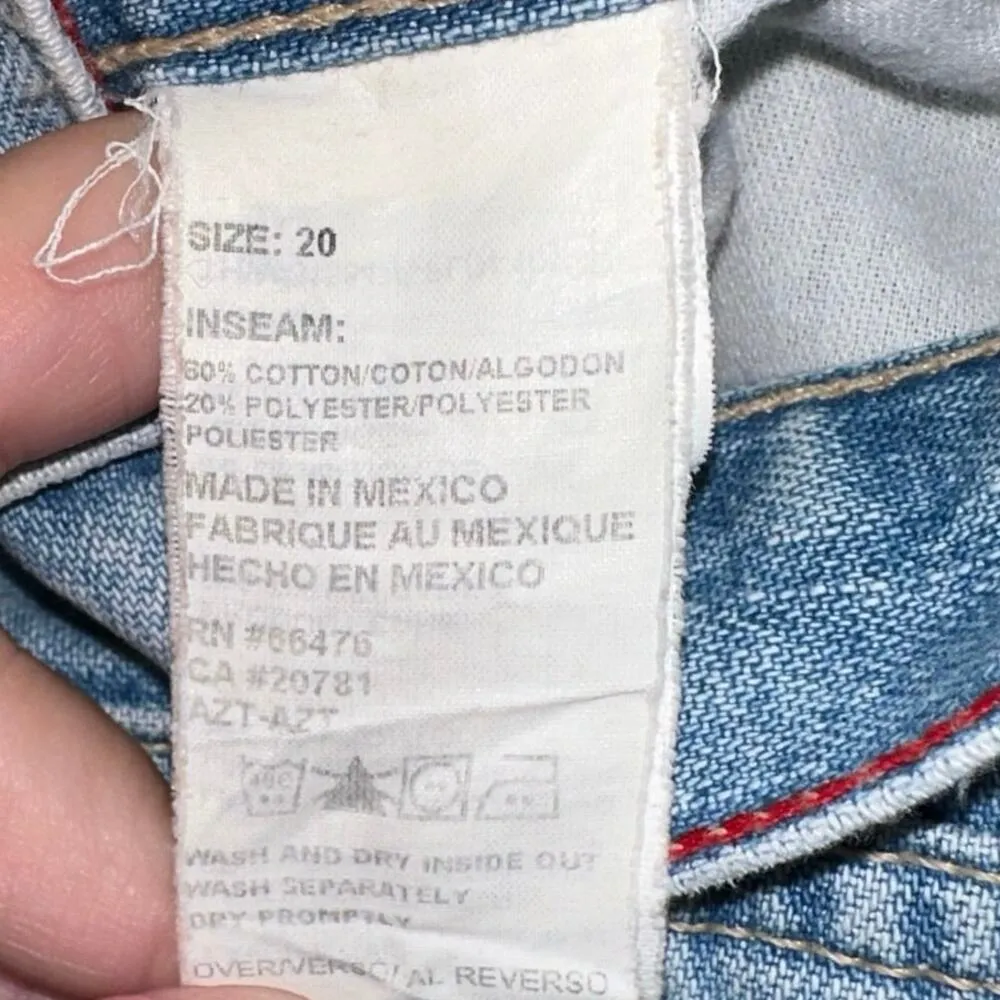 SIZE: 20
INSEAM:
80% COTTON/COTON/ALGODON
20% POLYESTER/POLYESTER
POLIESTER
MADE IN MEXICO
FABRIQUE AU MEXIQUE
HECHO EN MEXICO
RN #66476
CA #20781
AZT-AZT
40C
WASH AND DRY INSIDE OUT
WASH SEPARATELY
DRY PROMPTLY
OVER/VERSO/ AL REVERSO